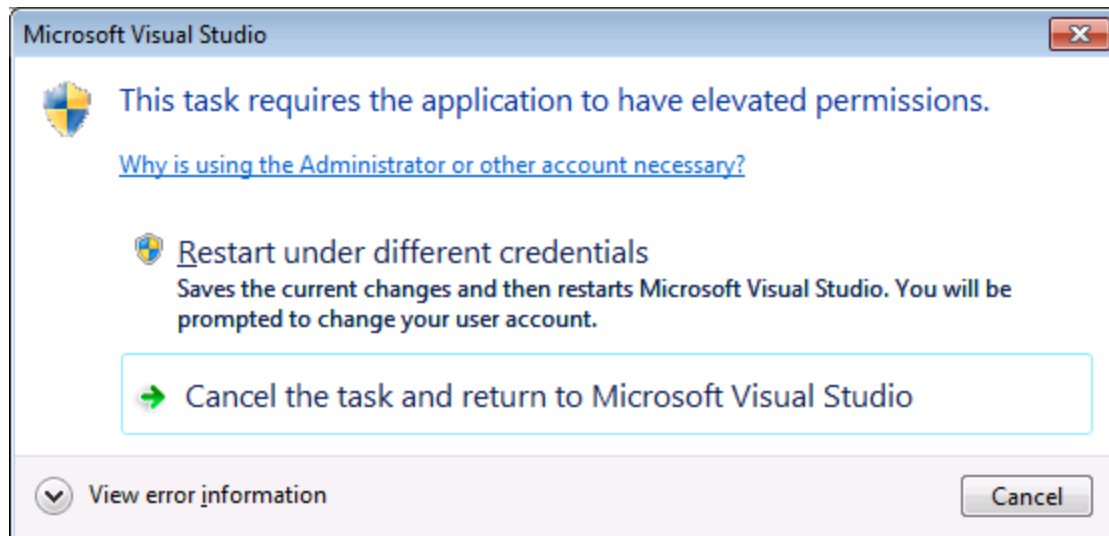 Microsoft Visual Studio
This task requires the application to have elevated permissions.
Why is using the Administrator or other account necessary?
Restart under different credentials
Saves the current changes and then restarts Microsoft Visual Studio. You will be
prompted to change your user account.
Cancel the task and return to Microsoft Visual Studio
View error information
Cancel